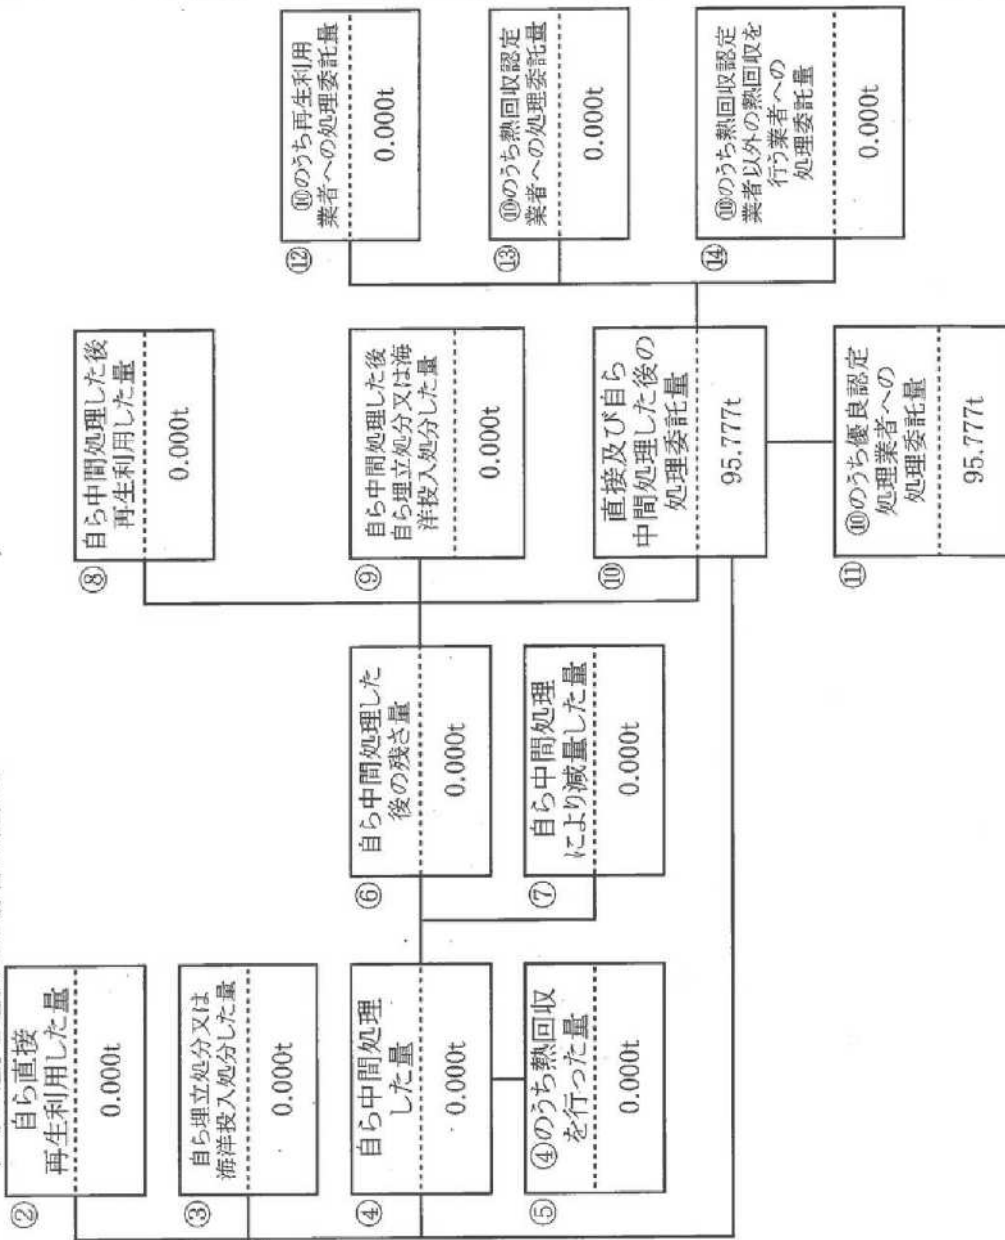 ②
自ら直接
再生利用した量
0.000t
③
自ら埋立処分又は
海洋投入処分した量
0.000t
④
自ら中間処理
した量
0.000t
⑤
④のうち熱回収
を行った量
0.000t
⑥
自ら中間処理した
後の残さ量
0.000t
⑦
自ら中間処理
により減量した量
0.000t
⑧
自ら中間処理した後
再生利用した量
0.000t
⑨
自ら中間処理した後
自ら埋立処分又は海
洋投入処分した量
0.000t
⑩
直接及び自ら
中間処理した後の
処理委託量
95.777t
⑪
⑩のうち優良認定
処理業者への
処理委託量
95.777t
⑫
⑩のうち再生利用
業者への処理委託量
0.000t
⑬
⑩のうち熱回収認定
業者への処理委託量
0.000t
⑭
⑩のうち熱回収認定
業者以外の熱回収を
行う業者への
処理委託量
0.000t